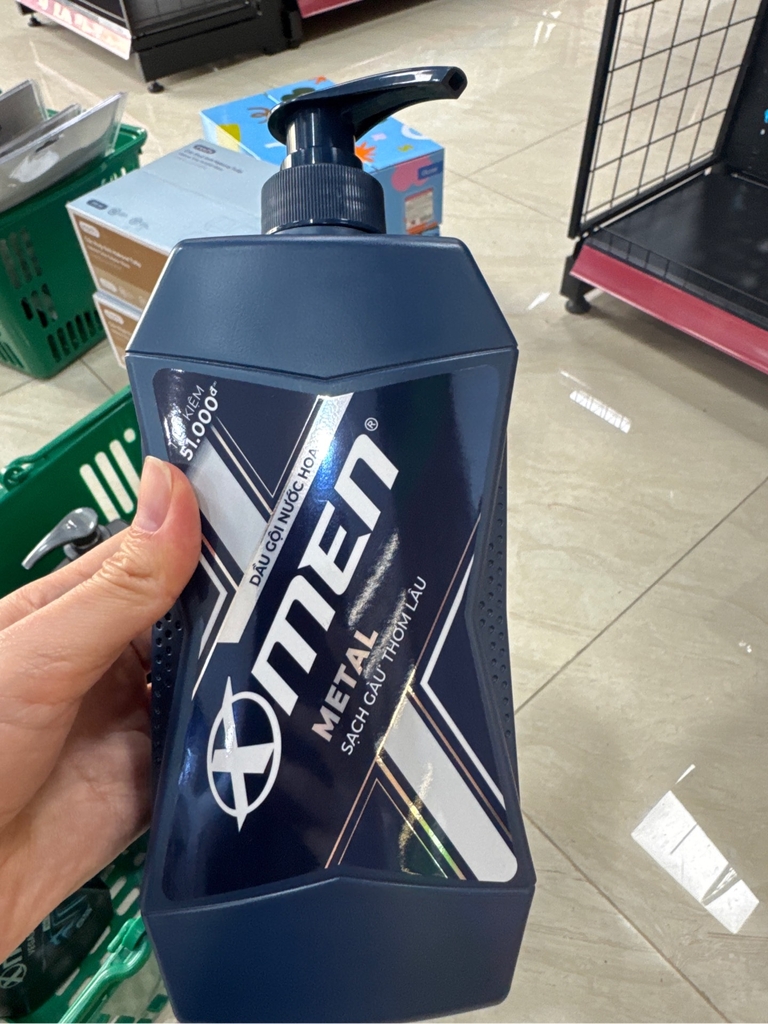 KIỆM
51.000đ
DẦU GỘI NƯỚC HOA
X MEN®
METAL
SẠCH GÀU* THƠM LÂU